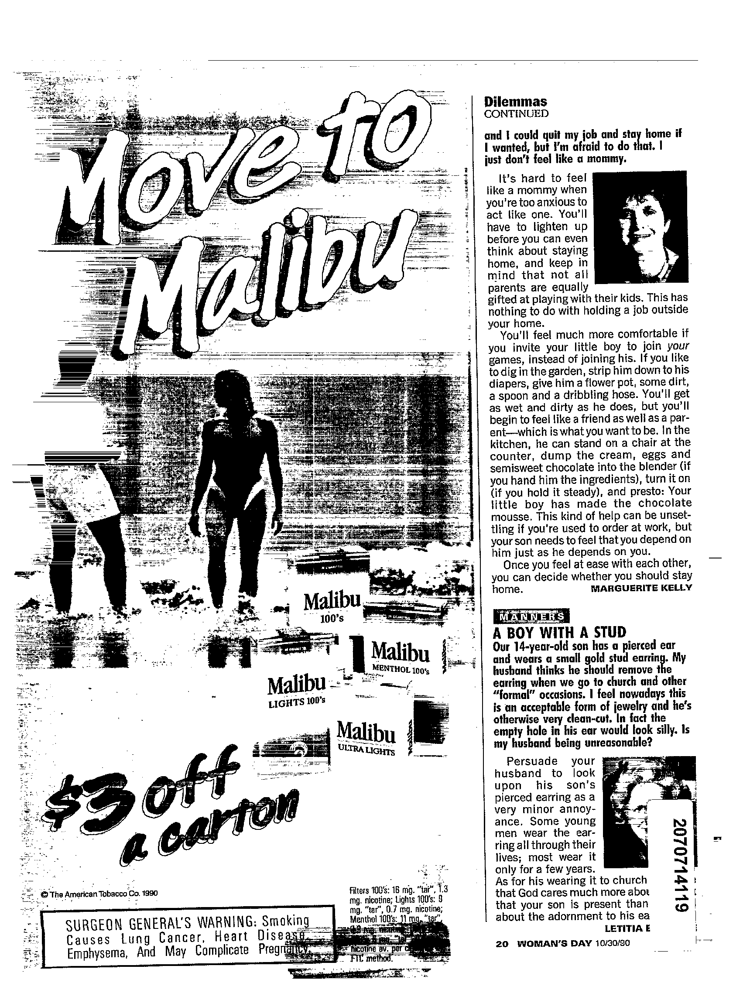 Move to
Malibu
Malibu
100's
Malibu
MENTHOL 100's
Malibu
LIGHTS 100's
Malibu
ULTRA LIGHTS
$3 off
a carton
© The American Tobacco Co. 1990
Filters 100's: 16 mg. "tar", 1.3
mg. nicotine; Lights 100's: 9
mg. "tar", 0.7 mg. nicotine;
Menthol 100's: 11 mg. "tar",
nicotine av. per
FTC method.
SURGEON GENERAL'S WARNING: Smoking
Causes Lung Cancer, Heart Disease,
Emphysema, And May Complicate Pregnancy.
Dilemmas
CONTINUED
and I could quit my job and stay home if
I wanted, but I'm afraid to do that. I
just don't feel like a mommy.
It's hard to feel
like a mommy when
you're too anxious to
act like one. You'll
have to lighten up
before you can even
think about staying
home, and keep in
mind that not all
parents are equally
gifted at playing with their kids. This has
nothing to do with holding a job outside
your home.
You'll feel much more comfortable if
you invite your little boy to join your
games, instead of joining his. If you like
to dig in the garden, strip him down to his
diapers, give him a flower pot, some dirt,
a spoon and a dribbling hose. You'll get
as wet and dirty as he does, but you'll
begin to feel like a friend as well as a par-
ent—which is what you want to be. In the
kitchen, he can stand on a chair at the
counter, dump the cream, eggs and
semisweet chocolate into the blender (if
you hand him the ingredients), turn it on
(if you hold it steady), and presto: Your
little boy has made the chocolate
mousse. This kind of help can be unset-
tling if you're used to order at work, but
your son needs to feel that you depend on
him just as he depends on you.
Once you feel at ease with each other,
you can decide whether you should stay
home. MARGUERITE KELLY
MANNERS
A BOY WITH A STUD
Our 14-year-old son has a pierced ear
and wears a small gold stud earring. My
husband thinks he should remove the
earring when we go to church and other
"formal" occasions. I feel nowadays this
is an acceptable form of jewelry and he's
otherwise very clean-cut. In fact the
empty hole in his ear would look silly. Is
my husband being unreasonable?
Persuade your
husband to look
upon his son's
pierced earring as a
very minor annoy-
ance. Some young
men wear the ear-
ring all through their
lives; most wear it
only for a few years.
As for his wearing it to church
that God cares much more abou
that your son is present than
about the adornment to his ea
LETITIA B
20 WOMAN'S DAY 10/30/90
2070714119